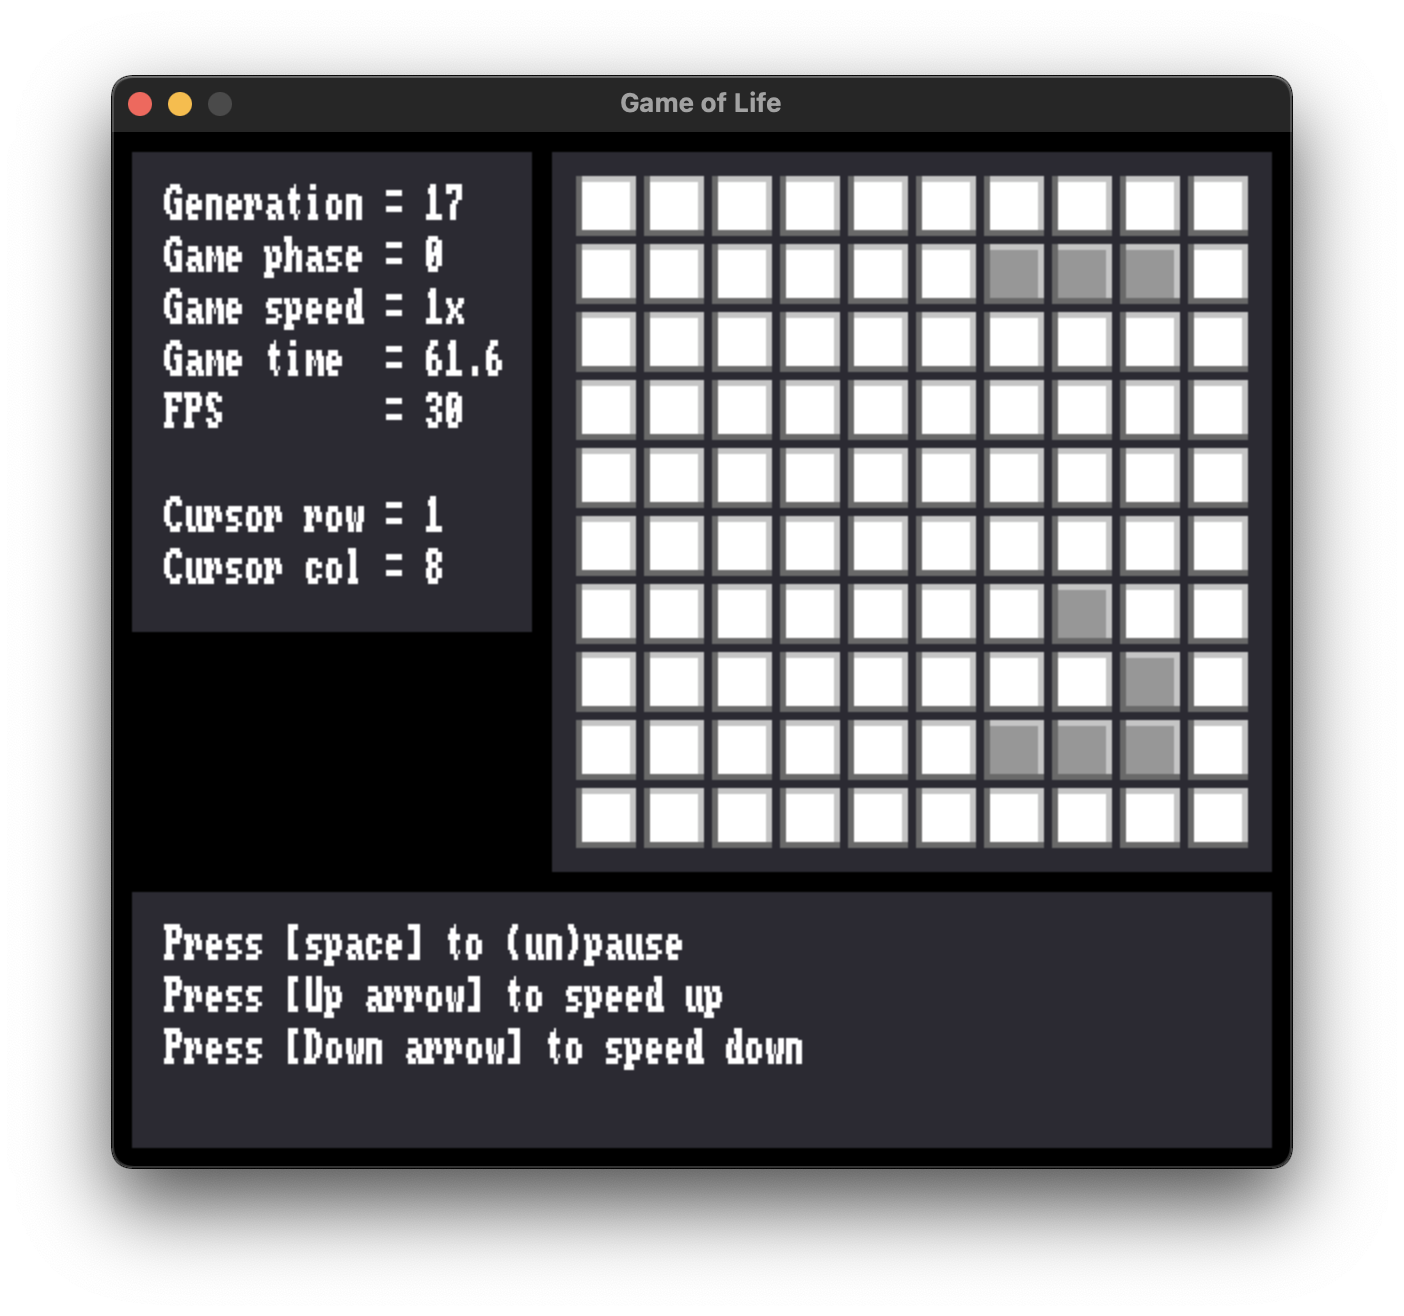 Game of Life
Generation = 17
Game phase = 0
Game speed = 1x
Game time  = 61.6
FPS        = 30
Cursor row = 1
Cursor col = 8
Press [space] to (un)pause
Press [Up arrow] to speed up
Press [Down arrow] to speed down